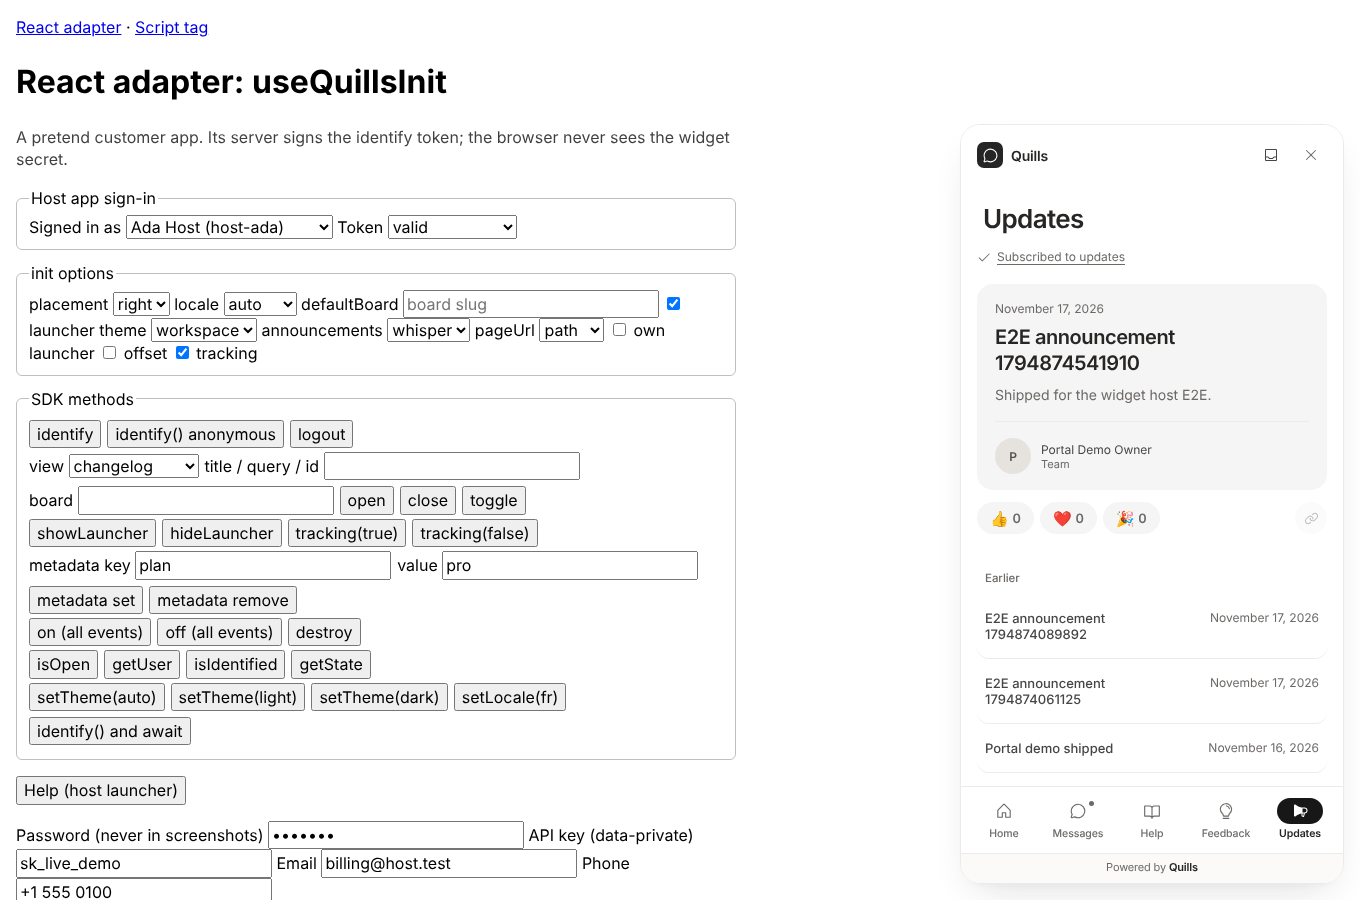 React adapter · Script tag
React adapter: useQuillsInit
A pretend customer app. Its server signs the identify token; the browser never sees the widget
secret.
Host app sign-in
Signed in as Ada Host (host-ada) Token valid
init options
placement right locale auto defaultBoard board slug
launcher theme workspace announcements whisper pageUrl path own
launcher offset tracking
SDK methods
identify identify() anonymous logout
view changelog title / query / id
board open close toggle
showLauncher hideLauncher tracking(true) tracking(false)
metadata key plan value pro
metadata set metadata remove
on (all events) off (all events) destroy
isOpen getUser isIdentified getState
setTheme(auto) setTheme(light) setTheme(dark) setLocale(fr)
identify() and await
Help (host launcher)
Password (never in screenshots) ••••••• API key (data-private)
sk_live_demo Email billing@host.test Phone
+1 555 0100
Quills
Updates
Subscribed to updates
November 17, 2026
E2E announcement
1794874541910
Shipped for the widget host E2E.
P Portal Demo Owner
Team
👍 0 ❤️ 0 🎉 0
Earlier
E2E announcement November 17, 2026
1794874089892
E2E announcement November 17, 2026
1794874061125
Portal demo shipped November 16, 2026
Home Messages Help Feedback Updates
Powered by Quills